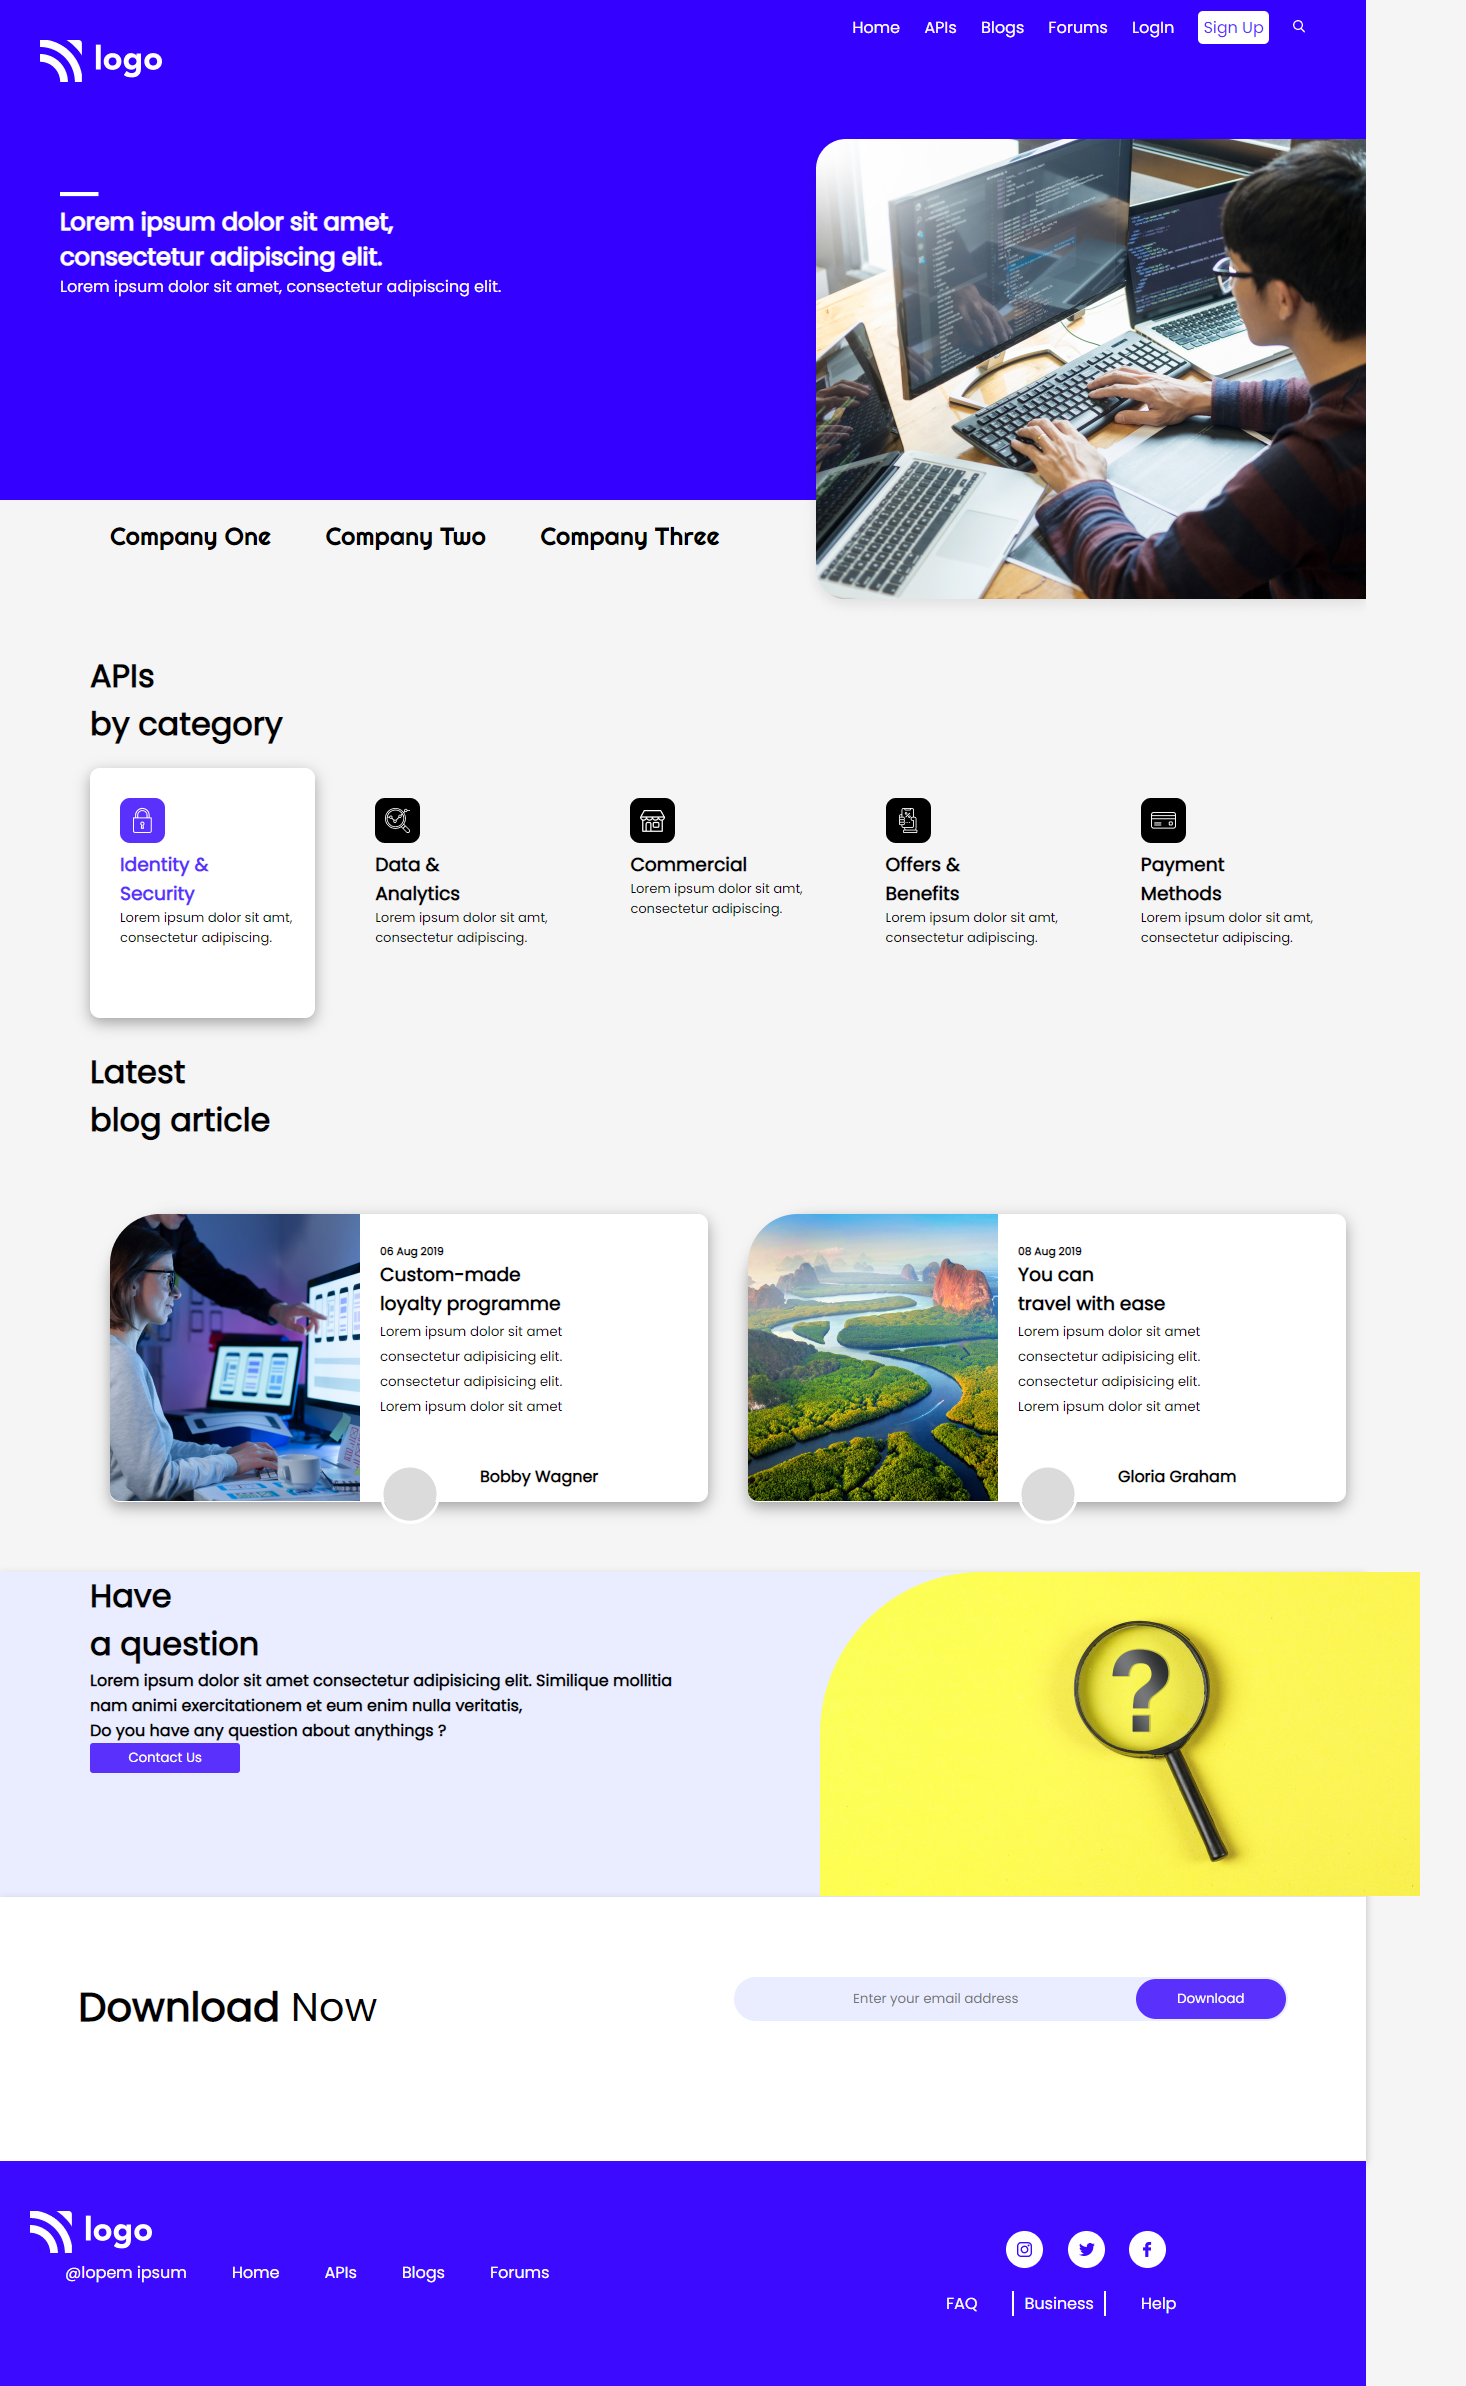 logo
Home APIs Blogs Forums LogIn Sign Up
Lorem ipsum dolor sit amet,
consectetur adipiscing elit.
Lorem ipsum dolor sit amet, consectetur adipiscing elit.
Company One Company Two Company Three
APIs
by category
Identity &
Security
Lorem ipsum dolor sit amt,
consectetur adipiscing.
Data &
Analytics
Lorem ipsum dolor sit amt,
consectetur adipiscing.
Commercial
Lorem ipsum dolor sit amt,
consectetur adipiscing.
Offers &
Benefits
Lorem ipsum dolor sit amt,
consectetur adipiscing.
Payment
Methods
Lorem ipsum dolor sit amt,
consectetur adipiscing.
Latest
blog article
06 Aug 2019
Custom-made
loyalty programme
Lorem ipsum dolor sit amet
consectetur adipisicing elit.
consectetur adipisicing elit.
Lorem ipsum dolor sit amet
Bobby Wagner
08 Aug 2019
You can
travel with ease
Lorem ipsum dolor sit amet
consectetur adipisicing elit.
consectetur adipisicing elit.
Lorem ipsum dolor sit amet
Gloria Graham
Have
a question
Lorem ipsum dolor sit amet consectetur adipisicing elit. Similique mollitia
nam animi exercitationem et eum enim nulla veritatis,
Do you have any question about anythings ?
Contact Us
?
Download Now
Enter your email address
Download
logo
@lopem ipsum Home APIs Blogs Forums
FAQ Business Help